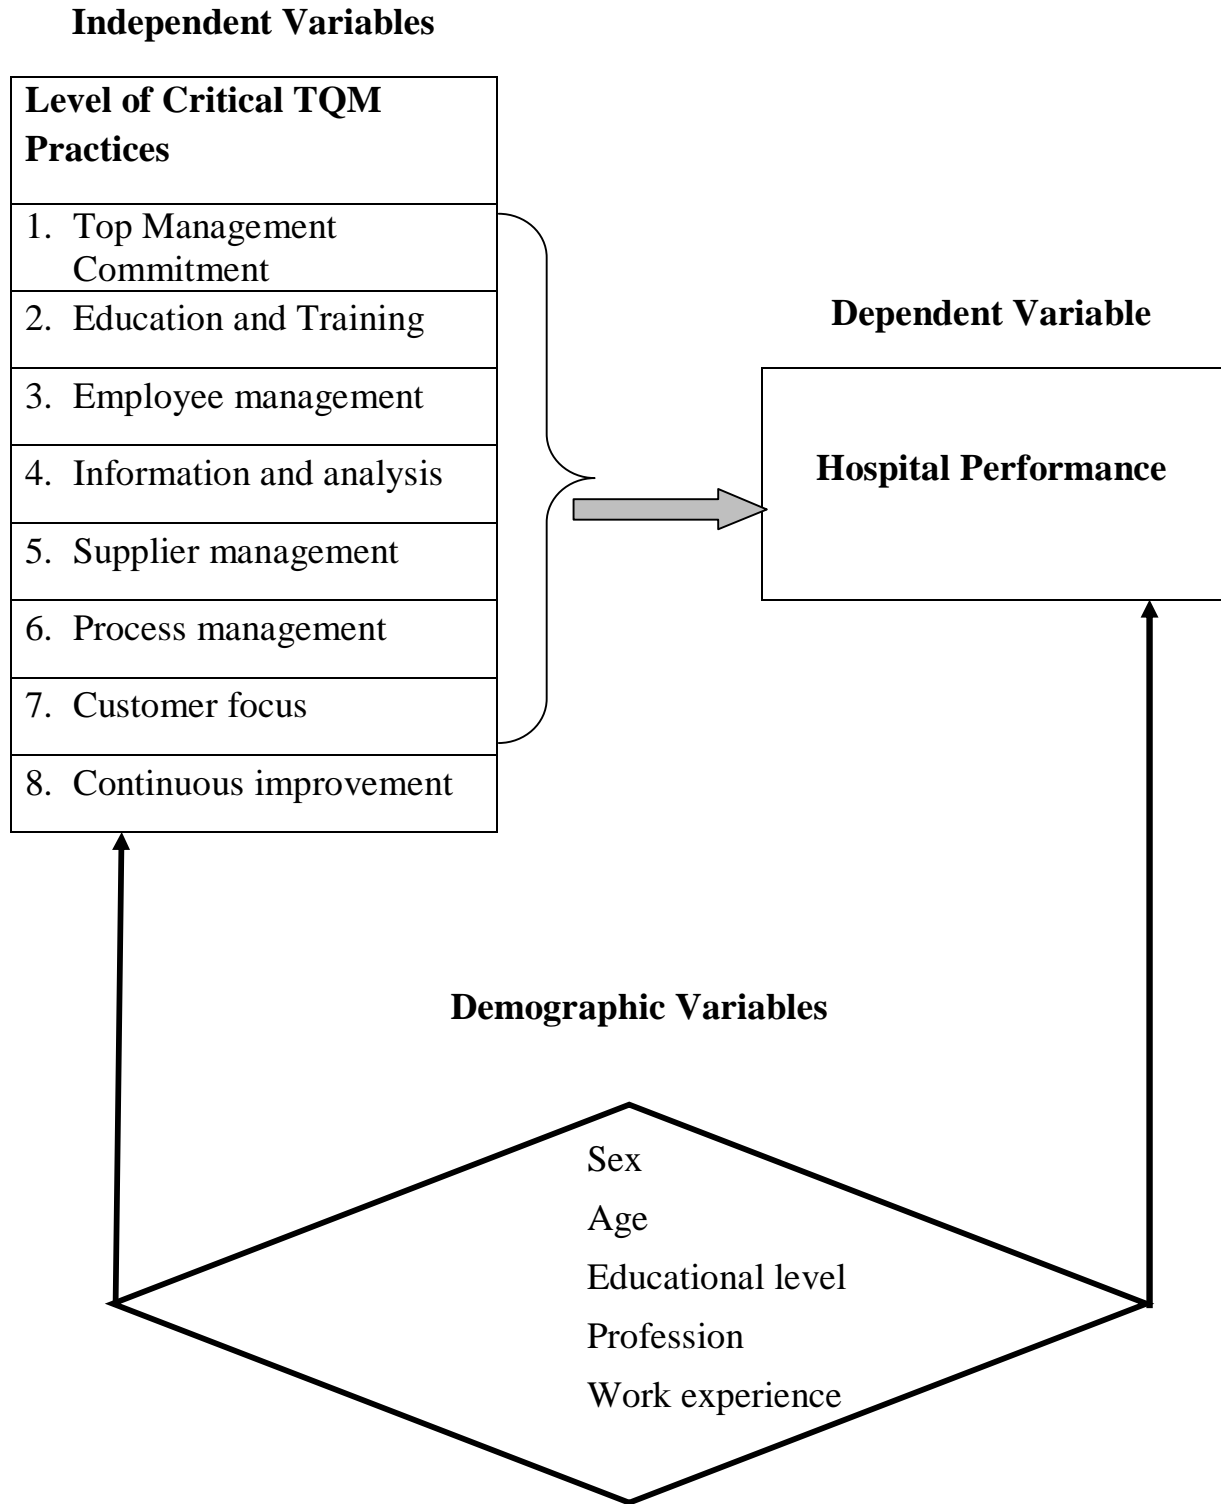 Independent Variables
Level of Critical TQM
Practices
1. Top Management
Commitment
2. Education and Training
3. Employee management
4. Information and analysis
5. Supplier management
6. Process management
7. Customer focus
8. Continuous improvement
Dependent Variable
Hospital Performance
Demographic Variables
Sex
Age
Educational level
Profession
Work experience